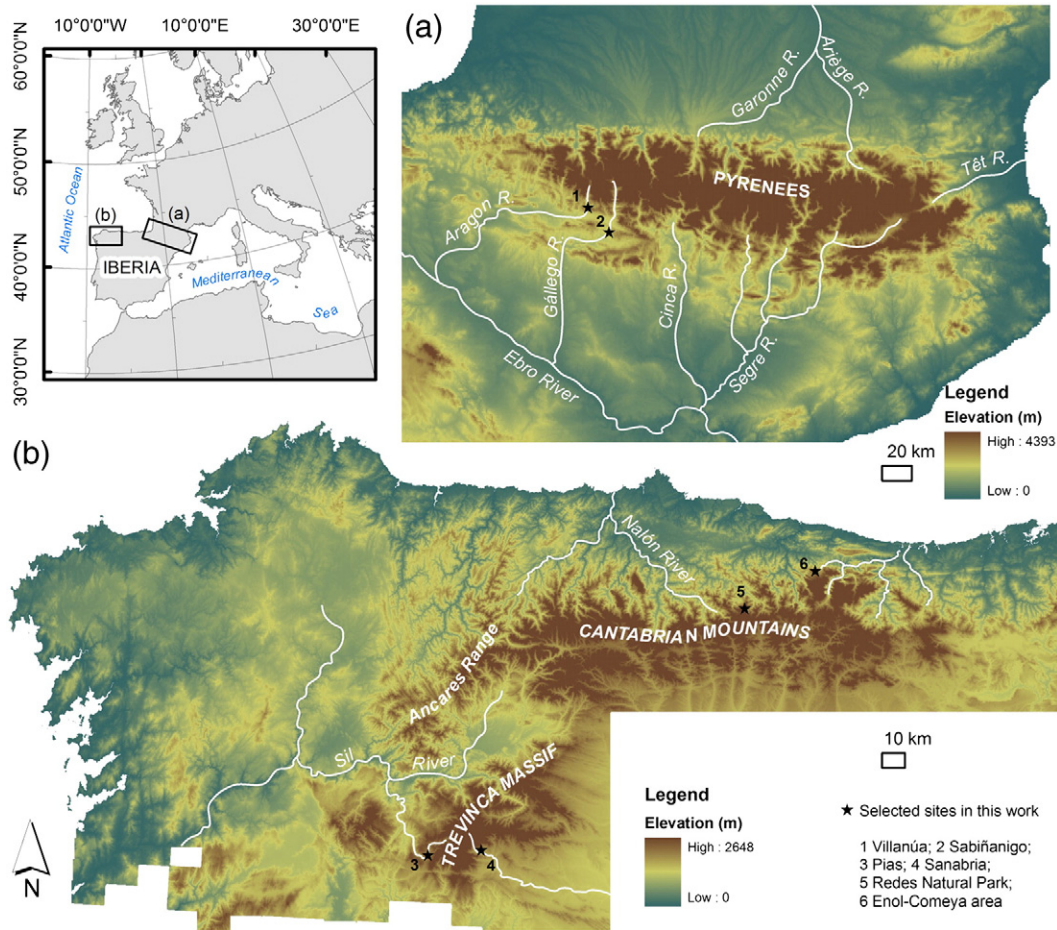 10°0'0"W 0°0'0" 10°0'0"E 30°0'0"E
60°0'0"N
50°0'0"N
40°0'0"N
30°0'0"N
Atlantic Ocean
(b)
(a)
IBERIA
Mediterranean
Sea
(a)
Garonne R.
Ariège R.
Têt R.
PYRENEES
1
2
Aragon R.
Gállego R.
Cinca R.
Segre R.
Ebro River
Legend
Elevation (m)
High : 4393
Low : 0
20 km
(b)
Nalón River
6
5
CANTABRIAN MOUNTAINS
Ancares Range
Sil River
TREVINCA MASSIF
3
4
N
10 km
Legend
Elevation (m)
High : 2648
Low : 0
Selected sites in this work
1 Villanúa; 2 Sabiñanigo;
3 Pias; 4 Sanabria;
5 Redes Natural Park;
6 Enol-Comeya area